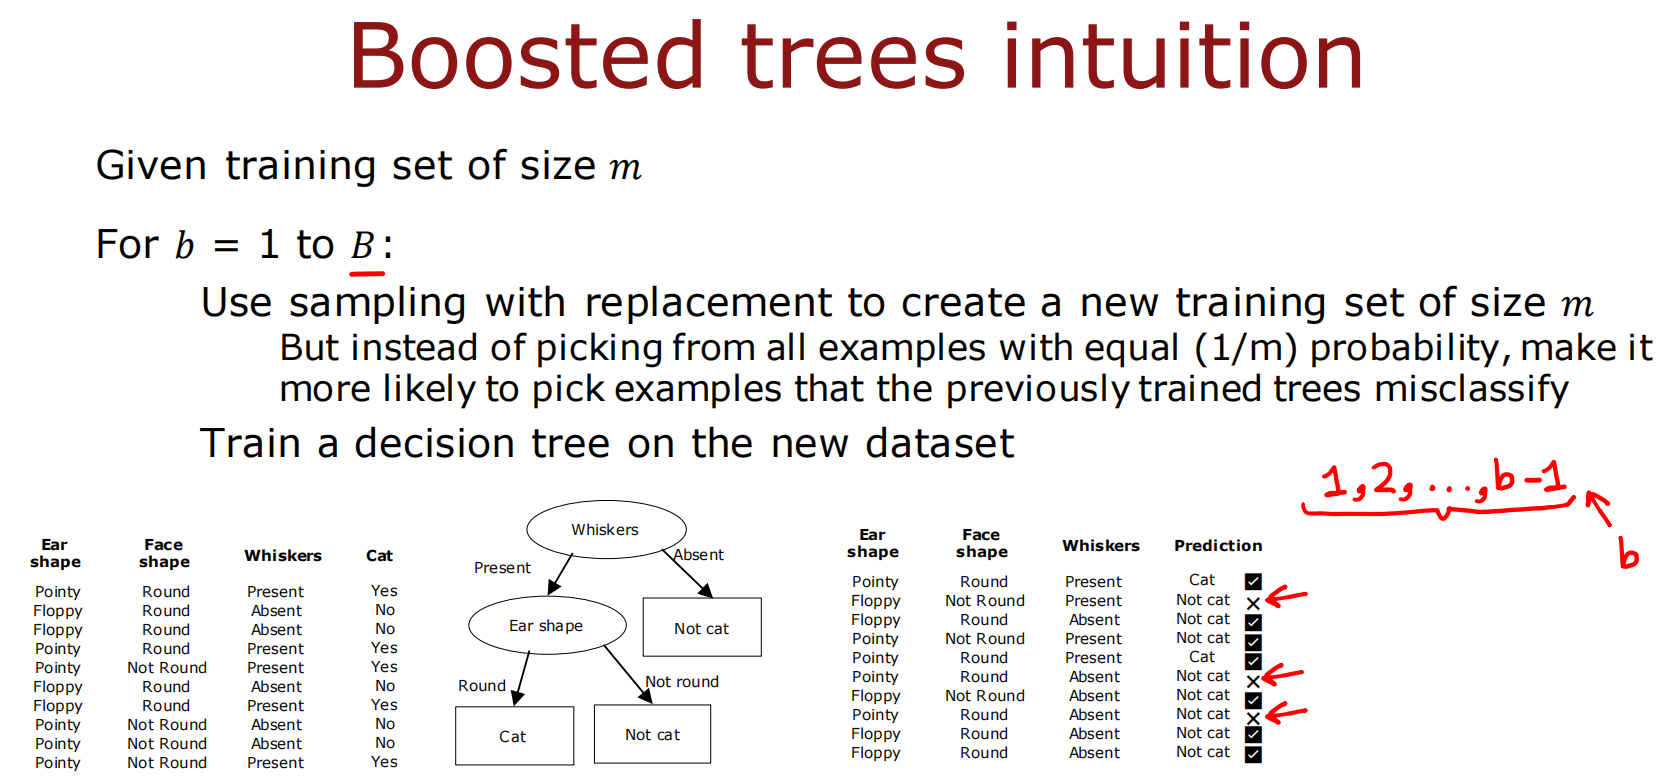 Boosted trees intuition
Given training set of size m
For b = 1 to B:
Use sampling with replacement to create a new training set of size m
But instead of picking from all examples with equal (1/m) probability, make it
more likely to pick examples that the previously trained trees misclassify
Train a decision tree on the new dataset
1,2, ...,b-1
b
Ear shape Face shape Whiskers Cat
Pointy Round Present Yes
Floppy Round Absent No
Floppy Round Absent No
Pointy Round Present Yes
Pointy Not Round Present Yes
Floppy Round Absent No
Floppy Round Present Yes
Pointy Not Round Absent No
Pointy Not Round Absent No
Pointy Not Round Present Yes
Whiskers
Present
Absent
Ear shape
Not cat
Round
Not round
Cat
Not cat
Ear shape Face shape Whiskers Prediction
Pointy Round Present Cat
Floppy Not Round Present Not cat
Floppy Round Absent Not cat
Pointy Not Round Present Not cat
Pointy Round Present Cat
Pointy Round Absent Not cat
Floppy Not Round Absent Not cat
Pointy Round Absent Not cat
Floppy Round Absent Not cat
Floppy Round Absent Not cat